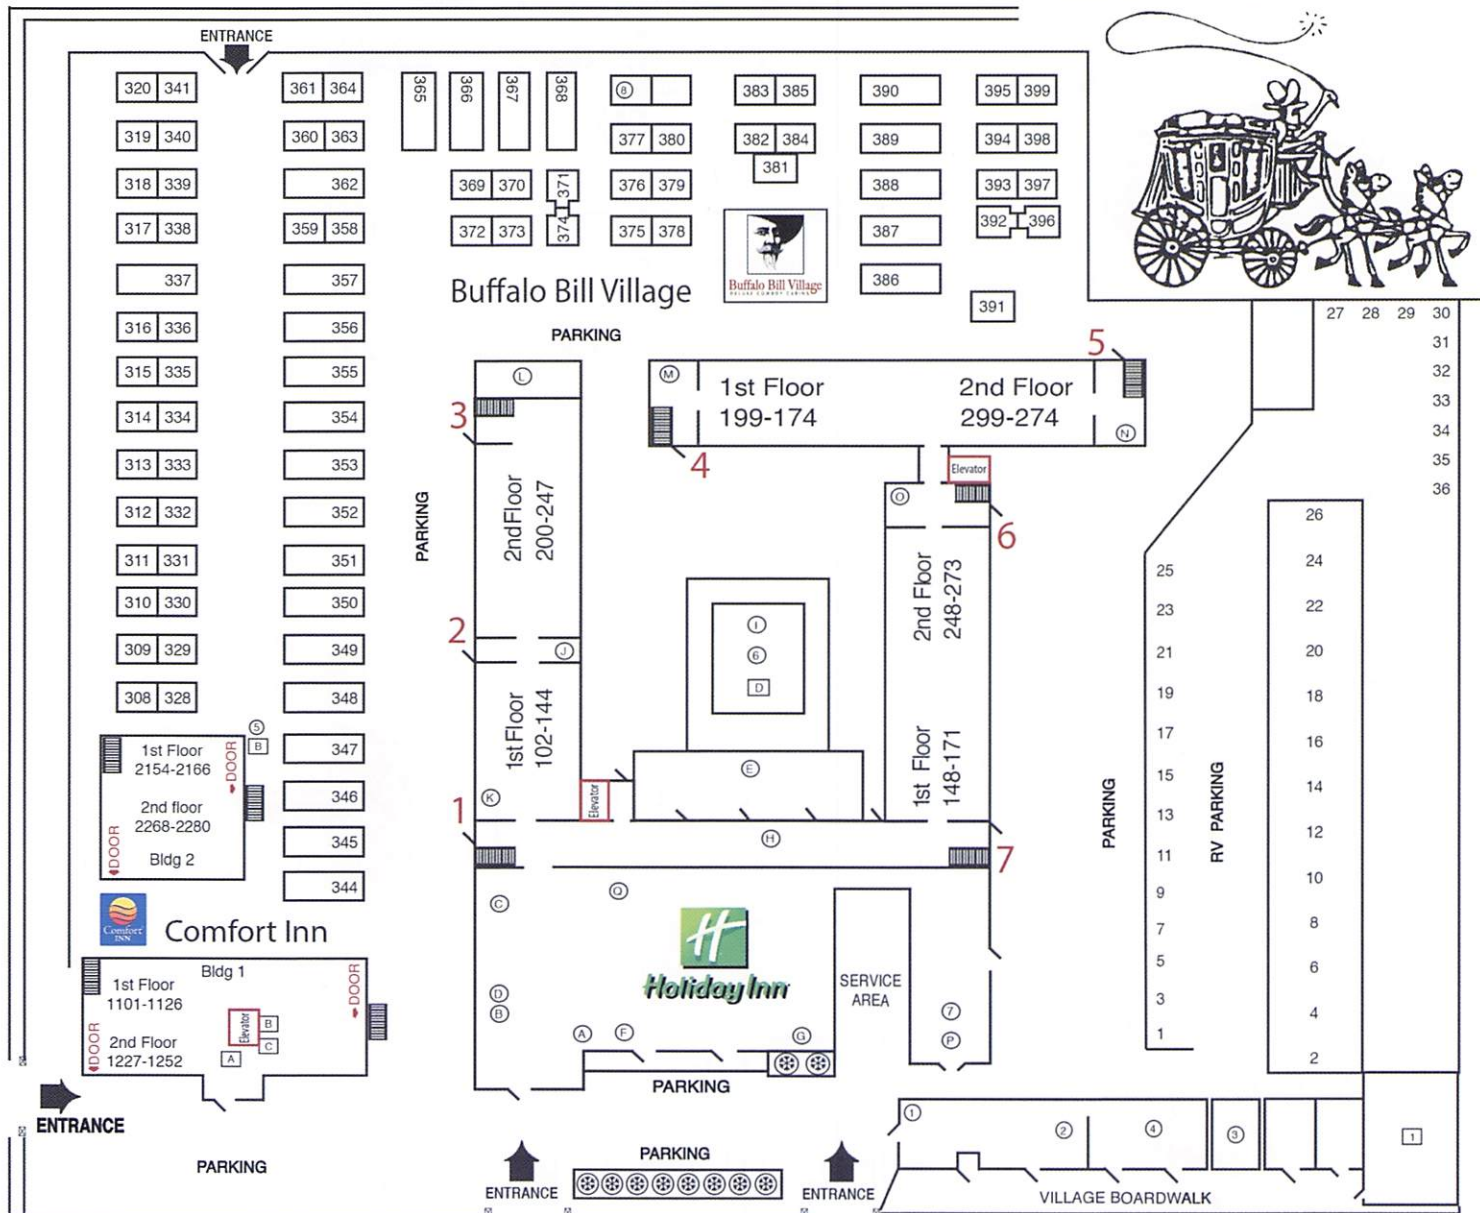 ENTRANCE
320 341
361 364
365
366
367
368
8
383 385
390
395 399
319 340
360 363
377 380
382 384
389
394 398
381
318 339
362
369 370
371
376 379
388
393 397
317 338
359 358
372 373
374
375 378
387
392 396
337
357
386
Buffalo Bill Village
Buffalo Bill Village
DELUXE COWBOY CABINS
391
316 336
356
PARKING
27 28 29 30
31
32
33
34
35
36
315 335
355
314 334
354
313 333
353
312 332
352
311 331
351
310 330
350
309 329
349
308 328
348
347
346
345
344
PARKING
L
3
2ndFloor
200-247
2
J
1st Floor
102-144
K
1
Elevator
M
1st Floor
199-174
2nd Floor
299-274
5
N
4
Elevator
O
6
2nd Floor
248-273
1st Floor
148-171
I
6
D
E
H
7
5
B
1st Floor
2154-2166
DOOR
2nd floor
2268-2280
DOOR
Bldg 2
Comfort
INN
Comfort Inn
Bldg 1
1st Floor
1101-1126
DOOR
2nd Floor
1227-1252
DOOR
Elevator
B
C
A
C
Q
H
Holiday Inn
D
B
A
F
G
SERVICE
AREA
7
P
PARKING
RV PARKING
25
23
21
19
17
15
13
11
9
7
5
3
1
26
24
22
20
18
16
14
12
10
8
6
4
2
ENTRANCE
PARKING
PARKING
PARKING
ENTRANCE
ENTRANCE
1
2
4
3
1
VILLAGE BOARDWALK